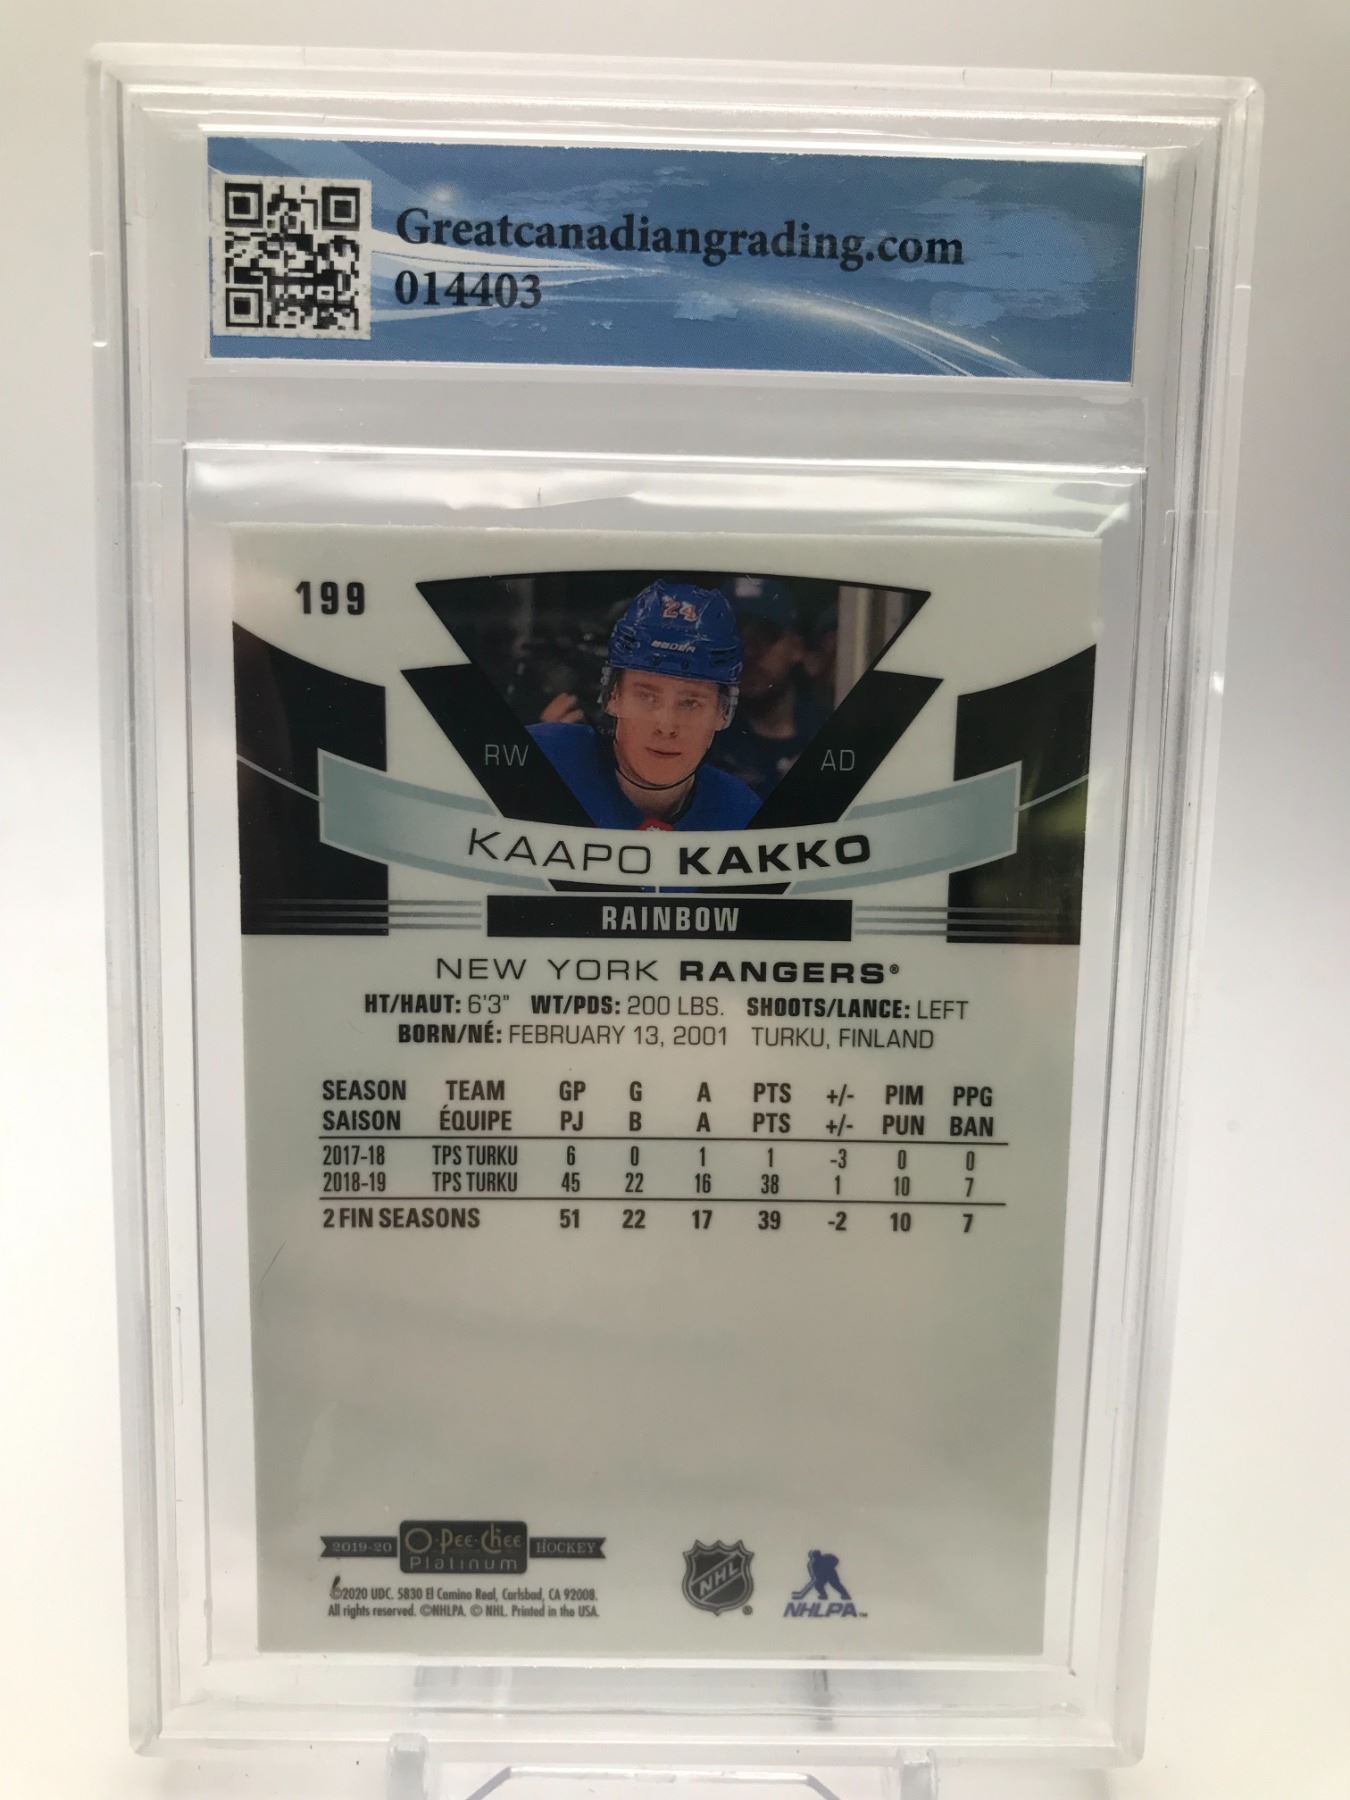 Greatcanadiangrading.com
014403
199
24
BAUER
RW AD
KAAPO KAKKO
RAINBOW
NEW YORK RANGERS®
HT/HAUT: 6'3" WT/PDS: 200 LBS. SHOOTS/LANCE: LEFT
BORN/NÉ: FEBRUARY 13, 2001 TURKU, FINLAND
SEASON TEAM GP G A PTS +/- PIM PPG
SAISON ÉQUIPE PJ B A PTS +/- PUN BAN
2017-18 TPS TURKU 6 0 1 1 -3 0 0
2018-19 TPS TURKU 45 22 16 38 1 10 7
2 FIN SEASONS 51 22 17 39 -2 10 7
2019-20 O-Pee-Chee HOCKEY
Platinum
©2020 UDC. 5830 El Camino Real, Carlsbad, CA 92008.
All rights reserved. ©NHLPA. © NHL. Printed in the USA.
NHL®
NHLPA™